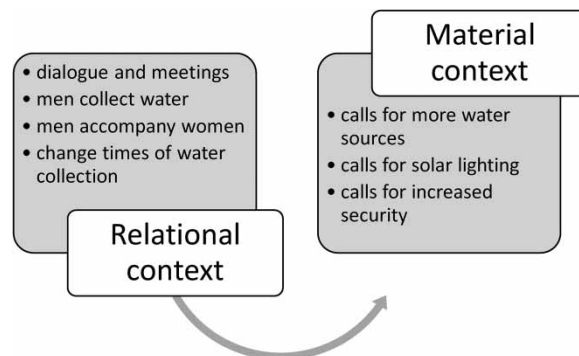 • dialogue and meetings
• men collect water
• men accompany women
• change times of water
collection
Relational
context
Material
context
• calls for more water
sources
• calls for solar lighting
• calls for increased
security